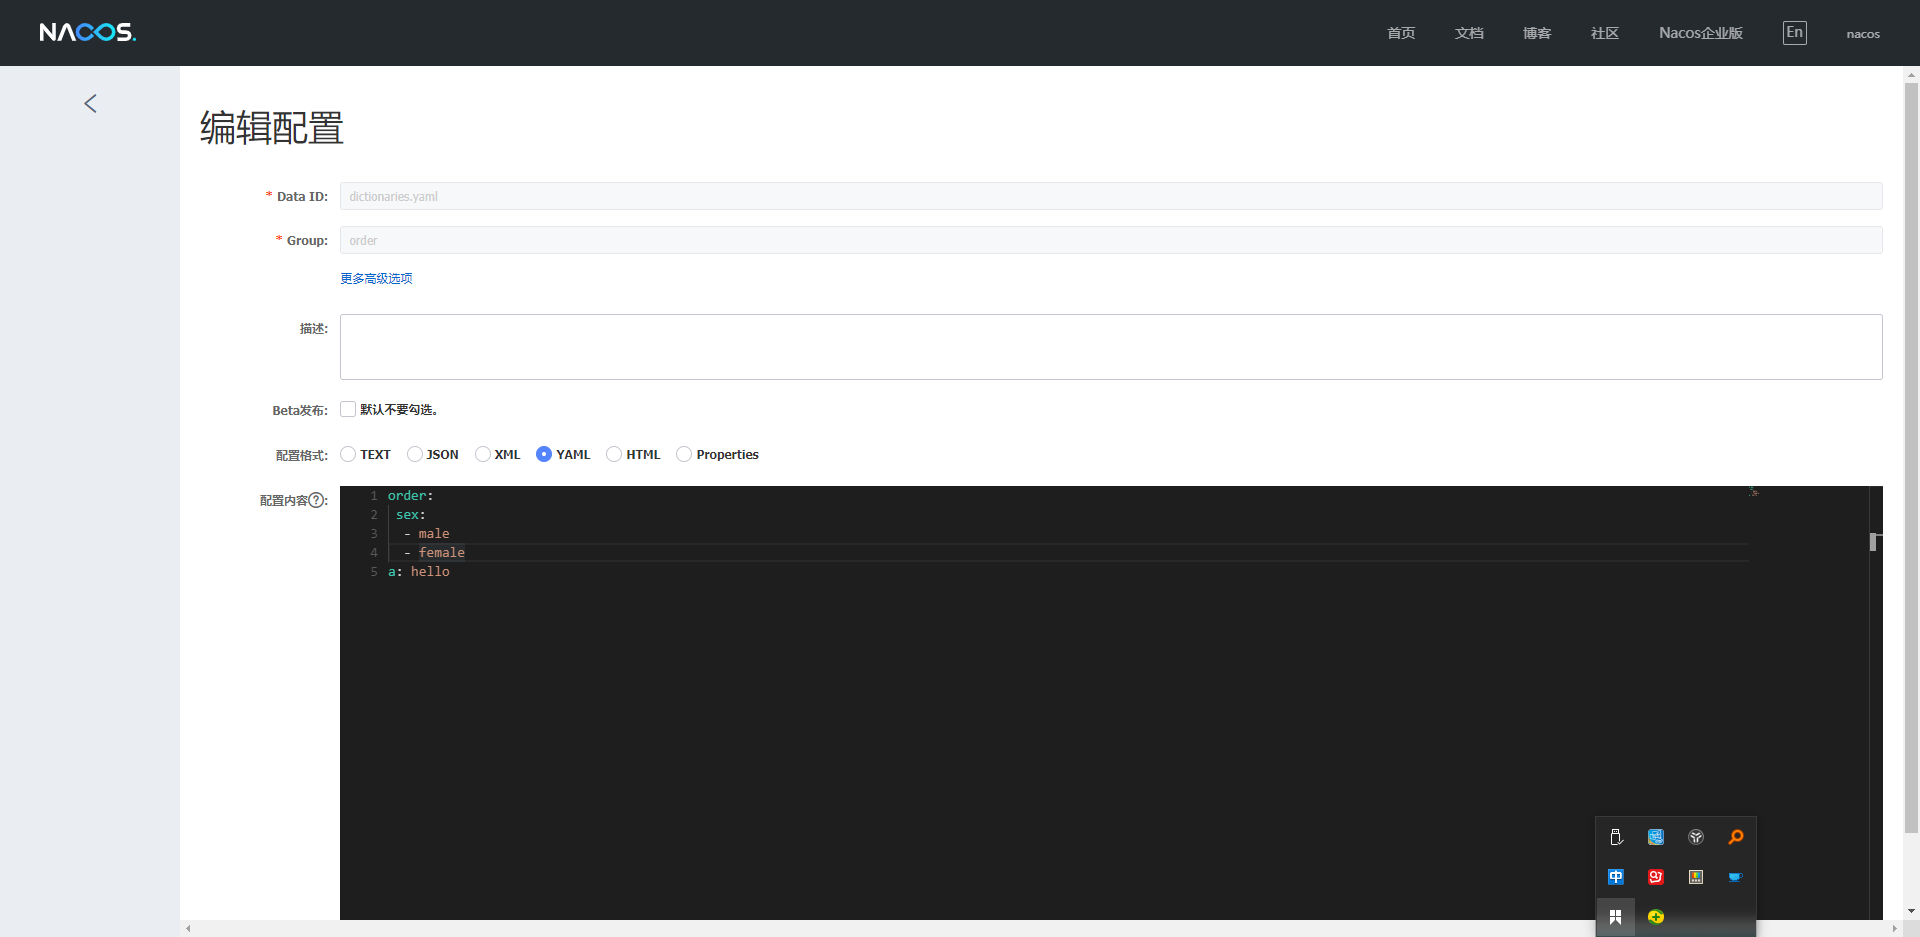 NACOS.
首页 文档 博客 社区 Nacos企业版 En nacos
编辑配置
* Data ID: dictionaries.yaml
* Group: order
更多高级选项
描述:
Beta发布: 默认不要勾选。
配置格式: TEXT JSON XML YAML HTML Properties
配置内容?:
1 order:
2 sex:
3 - male
4 - female
5 a: hello
中